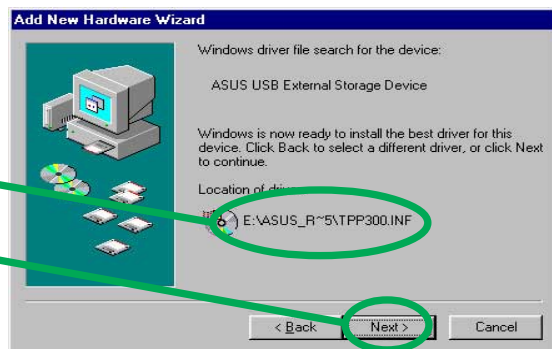 Add New Hardware Wizard
Windows driver file search for the device:
ASUS USB External Storage Device
Windows is now ready to install the best driver for this
device. Click Back to select a different driver, or click Next
to continue.
Location of
E:\ASUS_R~5\TPP300.INF
< Back
Next >
Cancel